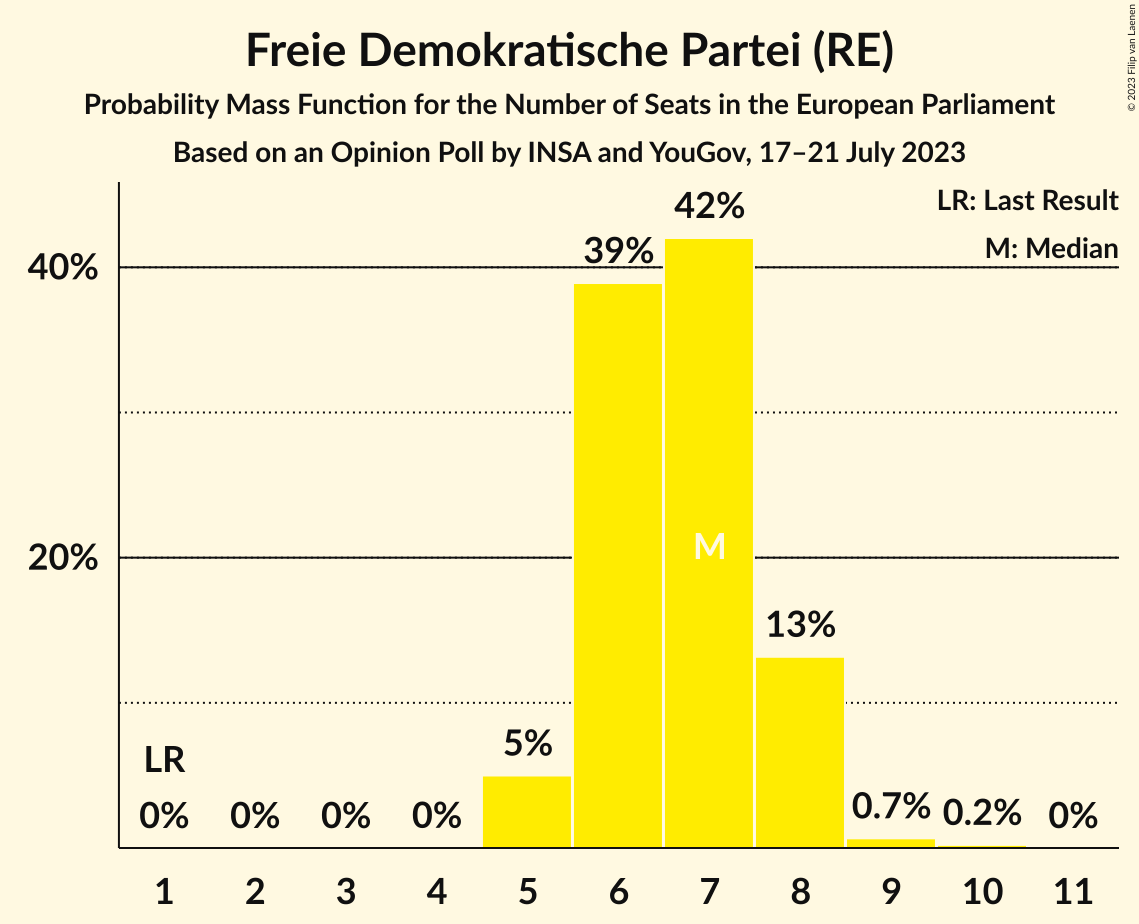 Freie Demokratische Partei (RE)
Probability Mass Function for the Number of Seats in the European Parliament
Based on an Opinion Poll by INSA and YouGov, 17–21 July 2023
© 2023 Filip van Laenen
LR: Last Result
M: Median
40%
20%
LR
0%
0%
0%
0%
5%
39%
42%
M
13%
0.7%
0.2%
0%
1 2 3 4 5 6 7 8 9 10 11